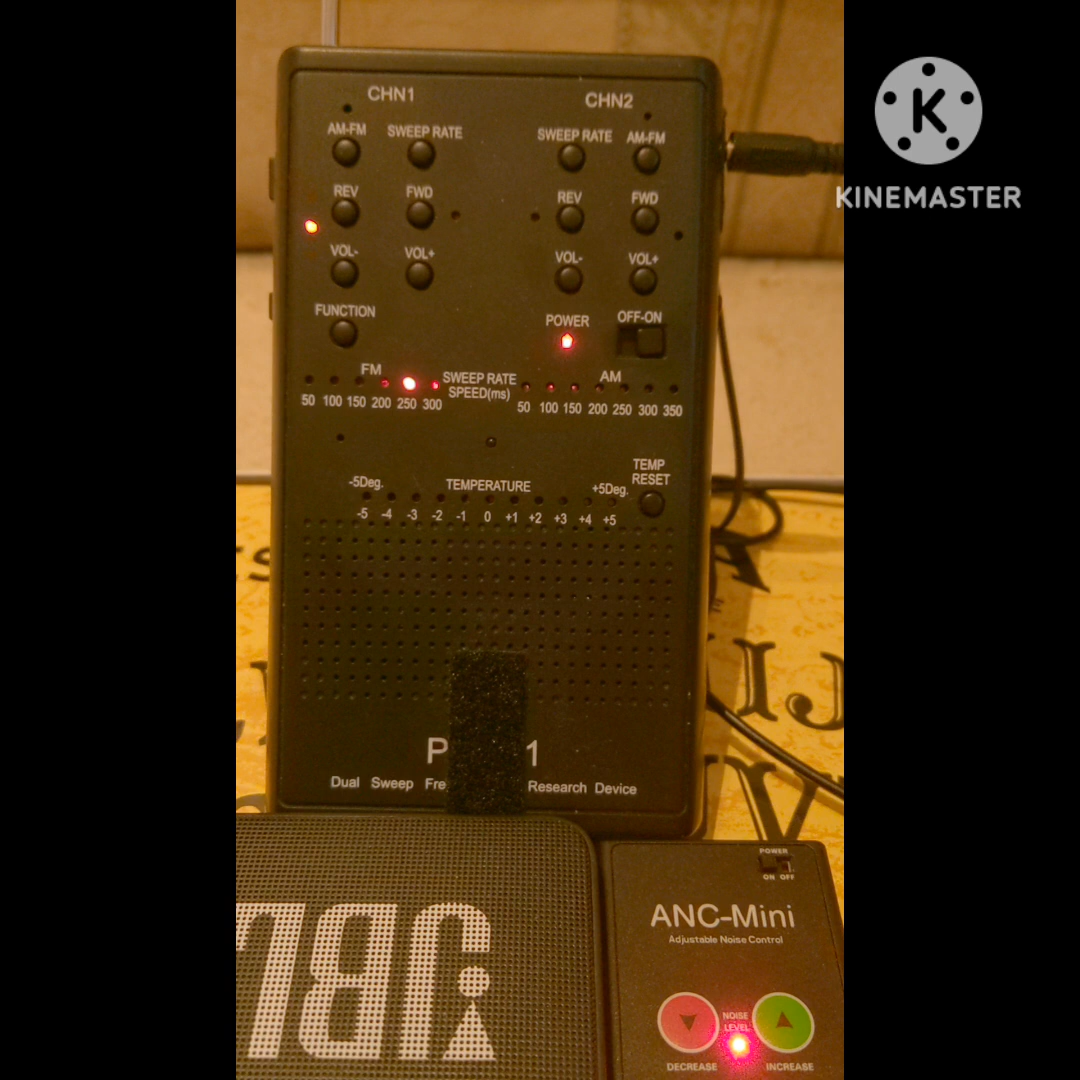 CHN1 CHN2
AM-FM SWEEP RATE SWEEP RATE AM-FM
REV FWD REV FWD
VOL- VOL+ VOL- VOL+
FUNCTION POWER OFF-ON
FM SWEEP RATE SPEED(ms) AM
50 100 150 200 250 300 50 100 150 200 250 300 350
TEMP RESET
-5Deg. TEMPERATURE +5Deg.
-5 -4 -3 -2 -1 0 +1 +2 +3 +4 +5
P 1
Dual Sweep Fre Research Device
JBL
POWER
ON OFF
ANC-Mini
Adjustable Noise Control
NOISE LEVEL
DECREASE INCREASE
K
KINEMASTER